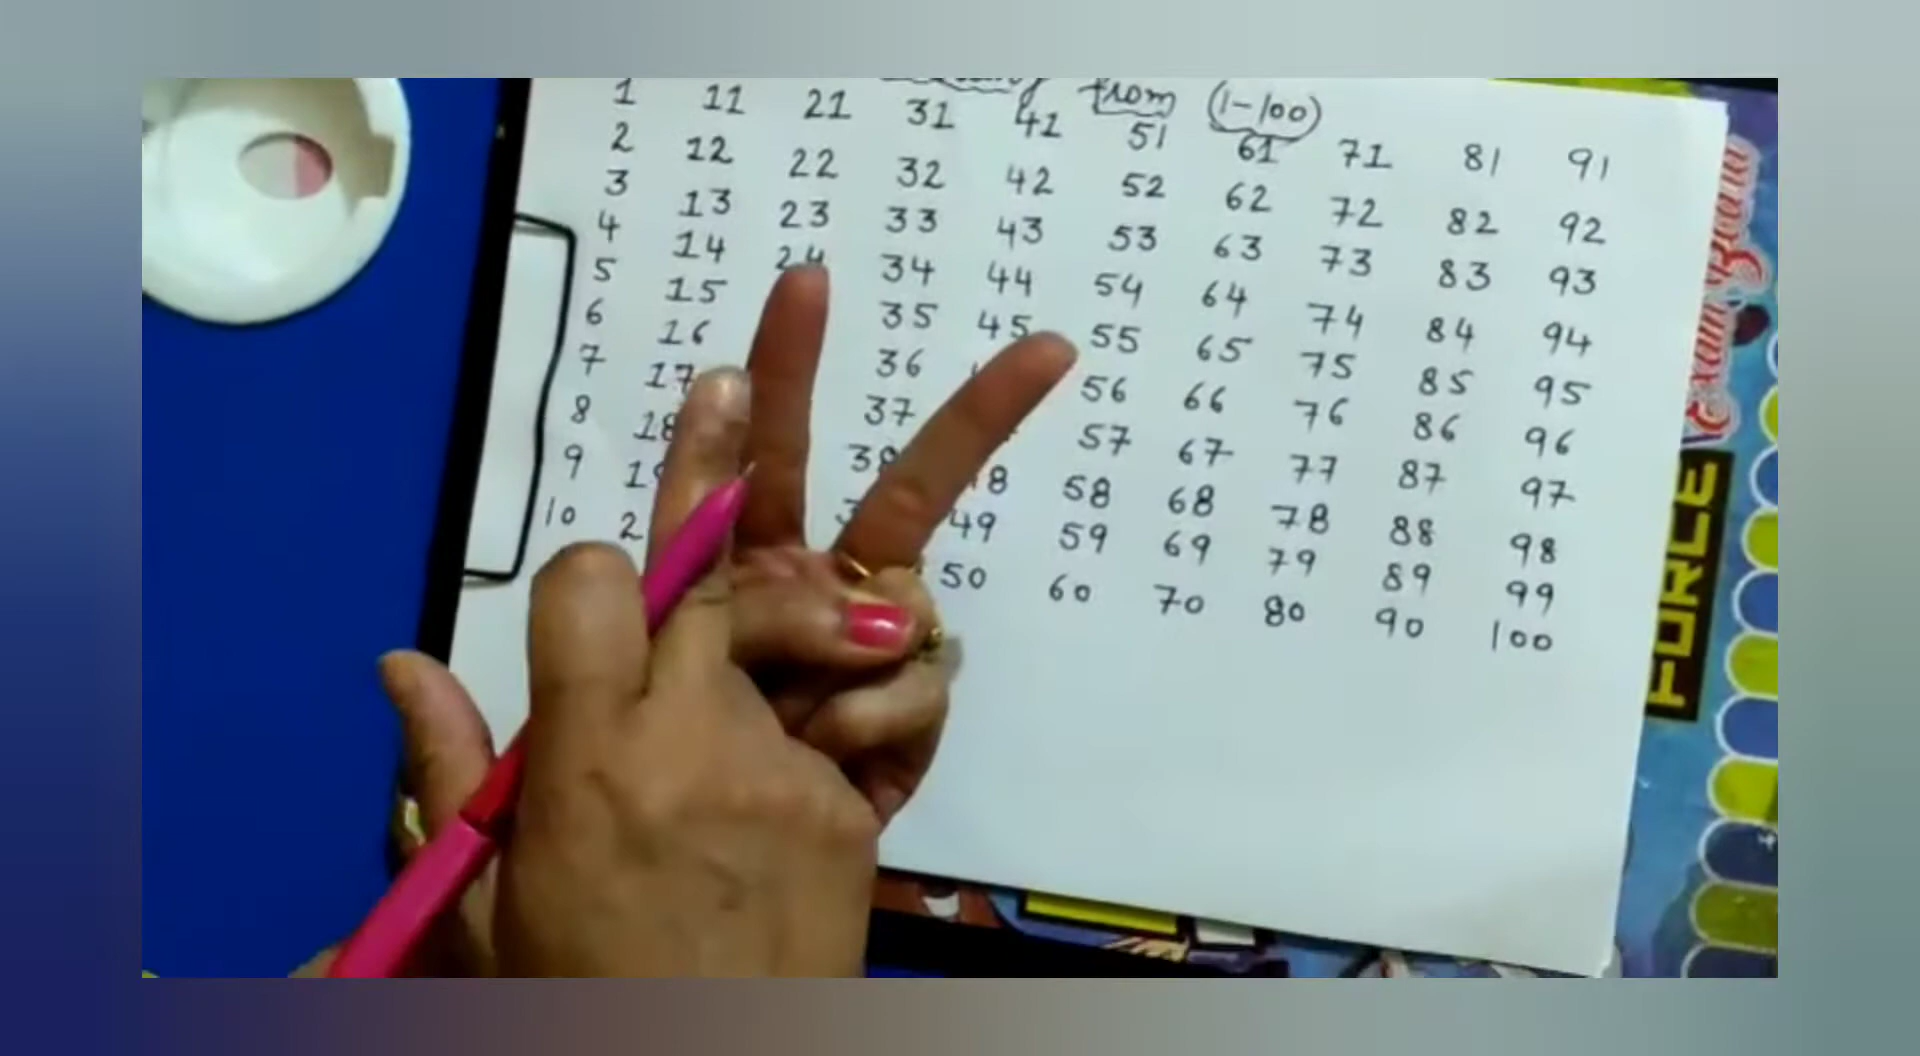 from (1-100)
1 11 21 31 41 51 61 71 81 91
2 12 22 32 42 52 62 72 82 92
3 13 23 33 43 53 63 73 83 93
4 14 24 34 44 54 64 74 84 94
5 15 35 45 55 65 75 85 95
6 16 36 56 66 76 86 96
7 17 37 57 67 77 87 97
8 18 58 68 78 88 98
9 49 59 69 79 89 99
10 50 60 70 80 90 100
Exam Board
FORCE